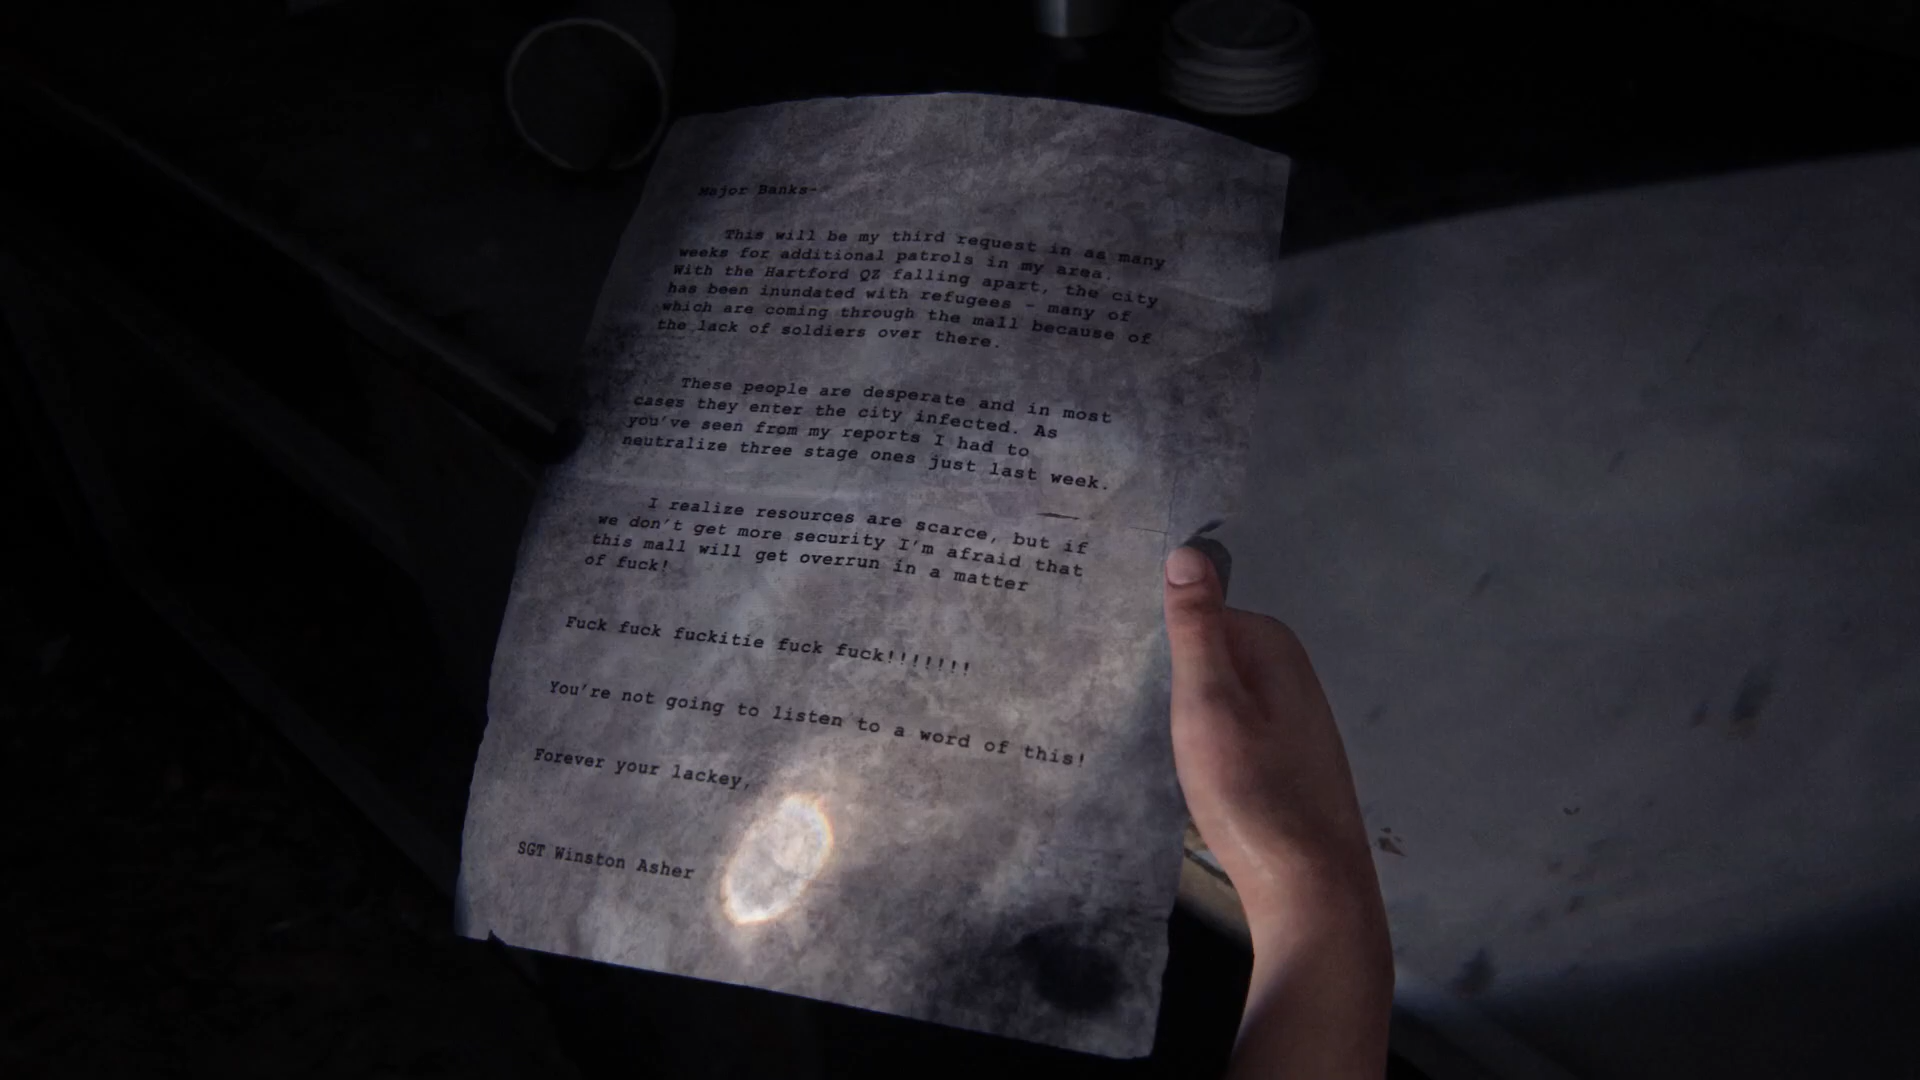 Major Banks-
This will be my third request in as many
weeks for additional patrols in my area.
With the Hartford QZ falling apart, the city
has been inundated with refugees - many of
which are coming through the mall because of
the lack of soldiers over there.
These people are desperate and in most
cases they enter the city infected. As
you've seen from my reports I had to
neutralize three stage ones just last week.
I realize resources are scarce, but if
we don't get more security I'm afraid that
this mall will get overrun in a matter
of fuck!
Fuck fuck fuckitie fuck fuck!!!!!!!
You're not going to listen to a word of this!
Forever your lackey,
SGT Winston Asher